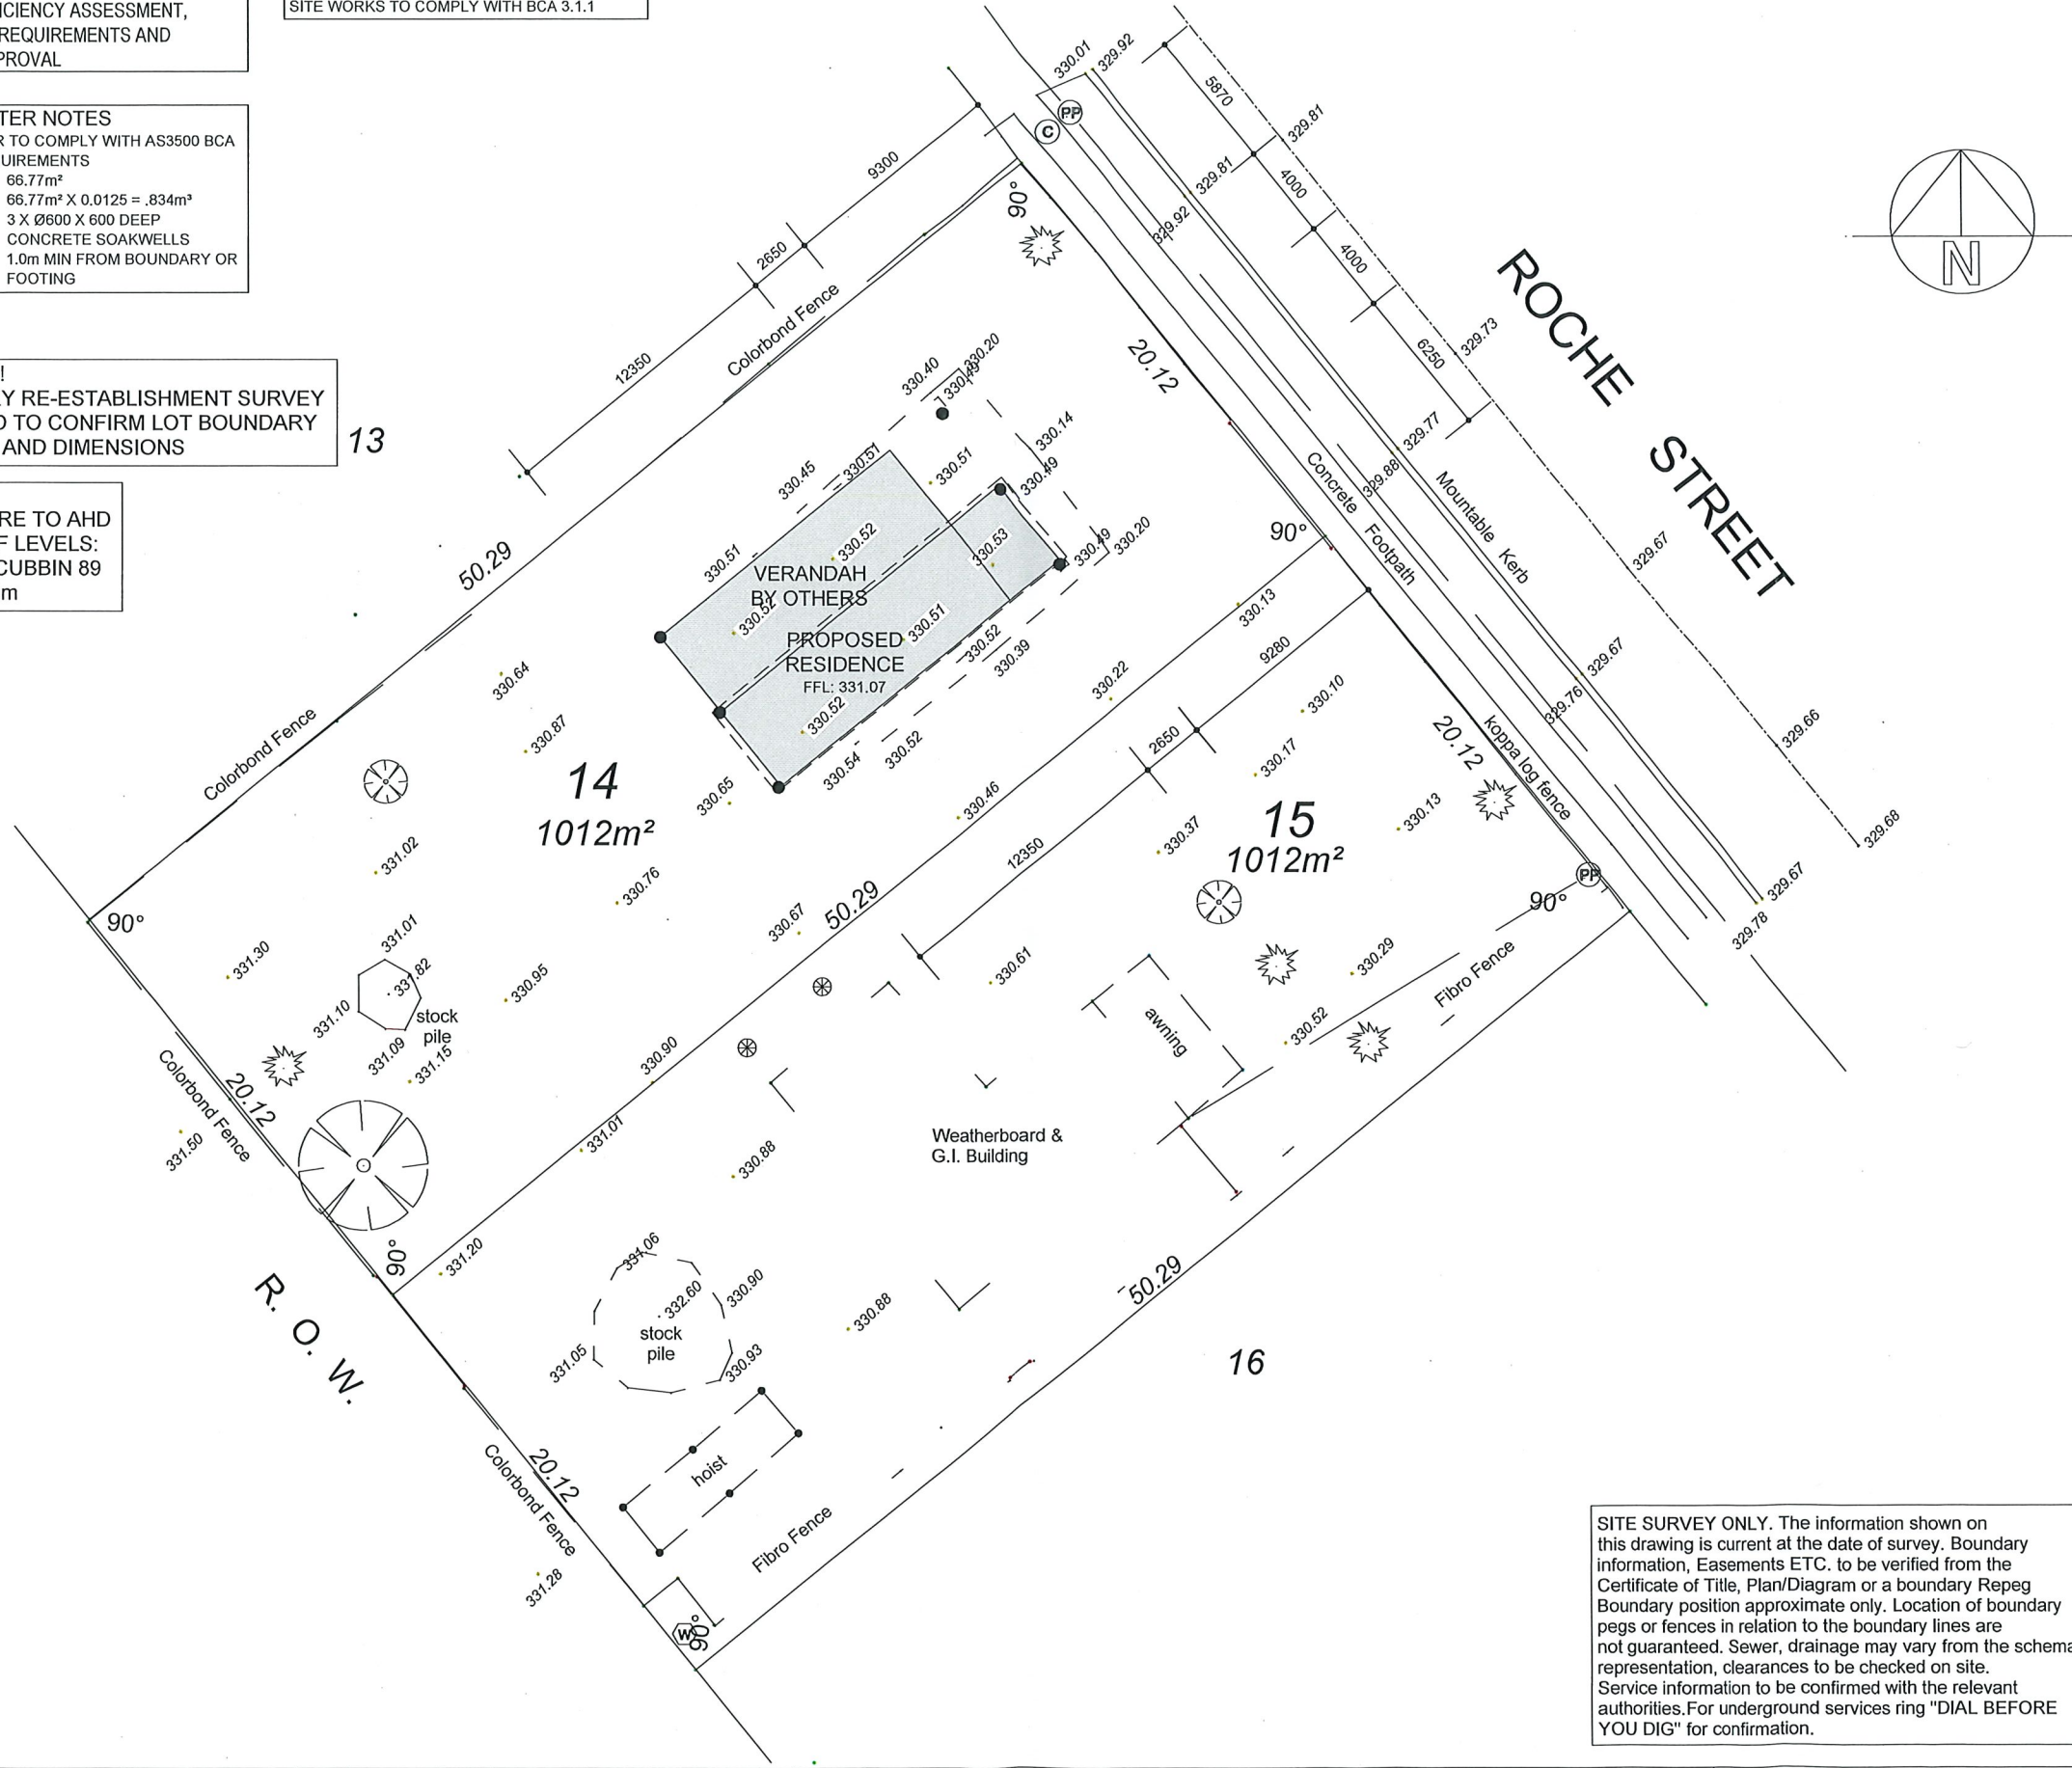 ICIENCY ASSESSMENT,
REQUIREMENTS AND
PROVAL
SITE WORKS TO COMPLY WITH BCA 3.1.1
TER NOTES
R TO COMPLY WITH AS3500 BCA
UIREMENTS
66.77m²
66.77m² X 0.0125 = .834m³
3 X Ø600 X 600 DEEP
CONCRETE SOAKWELLS
1.0m MIN FROM BOUNDARY OR
FOOTING
!
Y RE-ESTABLISHMENT SURVEY
D TO CONFIRM LOT BOUNDARY
AND DIMENSIONS
RE TO AHD
F LEVELS:
CUBBIN 89
m
13
N
ROCHE STREET
330.01
329.92
PP
C
5870
4000
4000
6250
329.81
329.81
329.92
329.73
329.77
329.88
329.67
329.67
329.76
329.66
329.68
329.67
329.78
Concrete Footpath
Mountable Kerb
koppa log fence
9300
2650
12350
Colorbond Fence
90°
20.12
50.29
330.40
330.49
330.20
330.14
330.45
330.51
330.51
330.49
330.51
330.52
330.53
330.49
330.20
VERANDAH
BY OTHERS
330.52
330.51
PROPOSED
RESIDENCE
FFL: 331.07
330.52
330.39
330.52
330.54
330.52
330.65
90°
330.13
9280
330.22
330.10
2650
330.17
20.12
330.64
330.87
Colorbond Fence
14
1012m²
330.46
12350
330.37
330.13
15
1012m²
PP
90°
331.02
330.76
330.67
50.29
90°
331.01
331.30
331.82
331.10
stock
pile
330.95
331.09
331.15
330.61
awning
330.29
330.52
Fibro Fence
Colorbond Fence
20.12
331.50
330.90
331.01
330.88
Weatherboard &
G.I. Building
90°
331.20
R. O. W.
331.06
332.60
330.90
stock
pile
331.05
330.93
330.88
50.29
16
hoist
Colorbond Fence
20.12
331.28
Fibro Fence
W
90°
SITE SURVEY ONLY. The information shown on
this drawing is current at the date of survey. Boundary
information, Easements ETC. to be verified from the
Certificate of Title, Plan/Diagram or a boundary Repeg
Boundary position approximate only. Location of boundary
pegs or fences in relation to the boundary lines are
not guaranteed. Sewer, drainage may vary from the schema
representation, clearances to be checked on site.
Service information to be confirmed with the relevant
authorities.For underground services ring "DIAL BEFORE
YOU DIG" for confirmation.